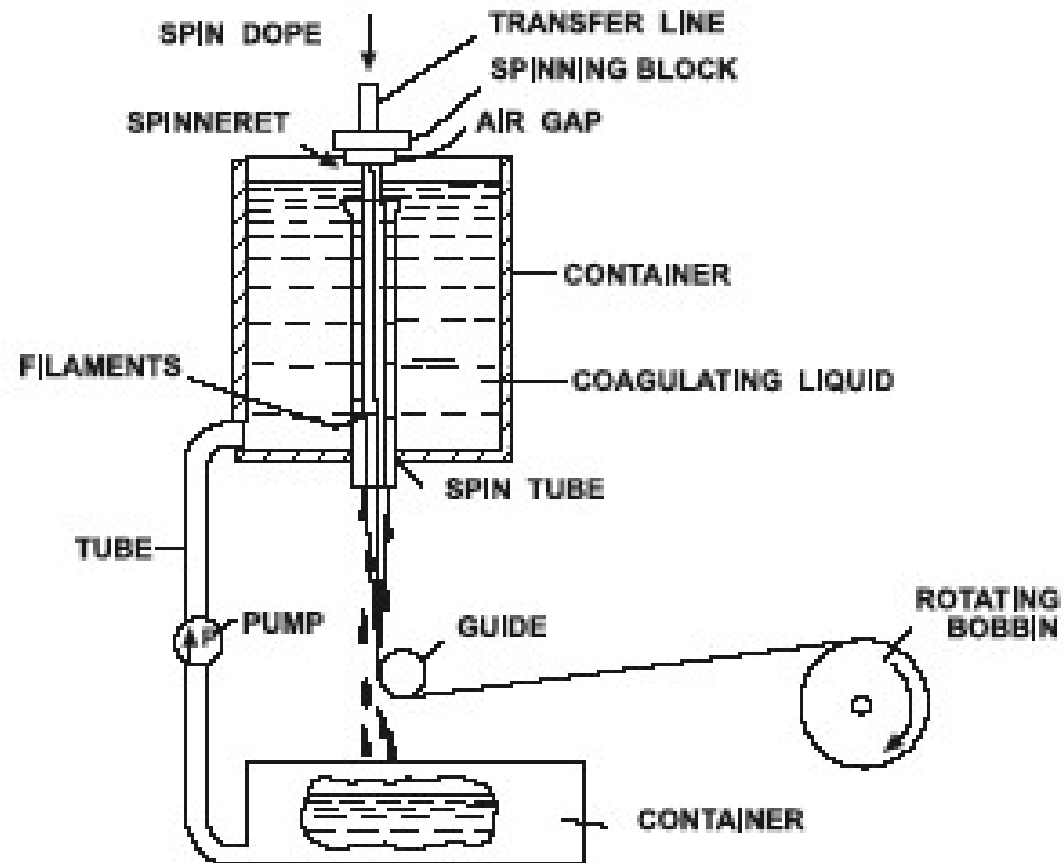 SPIN DOPE
TRANSFER LINE
SPINNING BLOCK
SPINNERET
AIR GAP
CONTAINER
FILAMENTS
COAGULATING LIQUID
SPIN TUBE
TUBE
P
PUMP
GUIDE
ROTATING
BOBBIN
CONTAINER